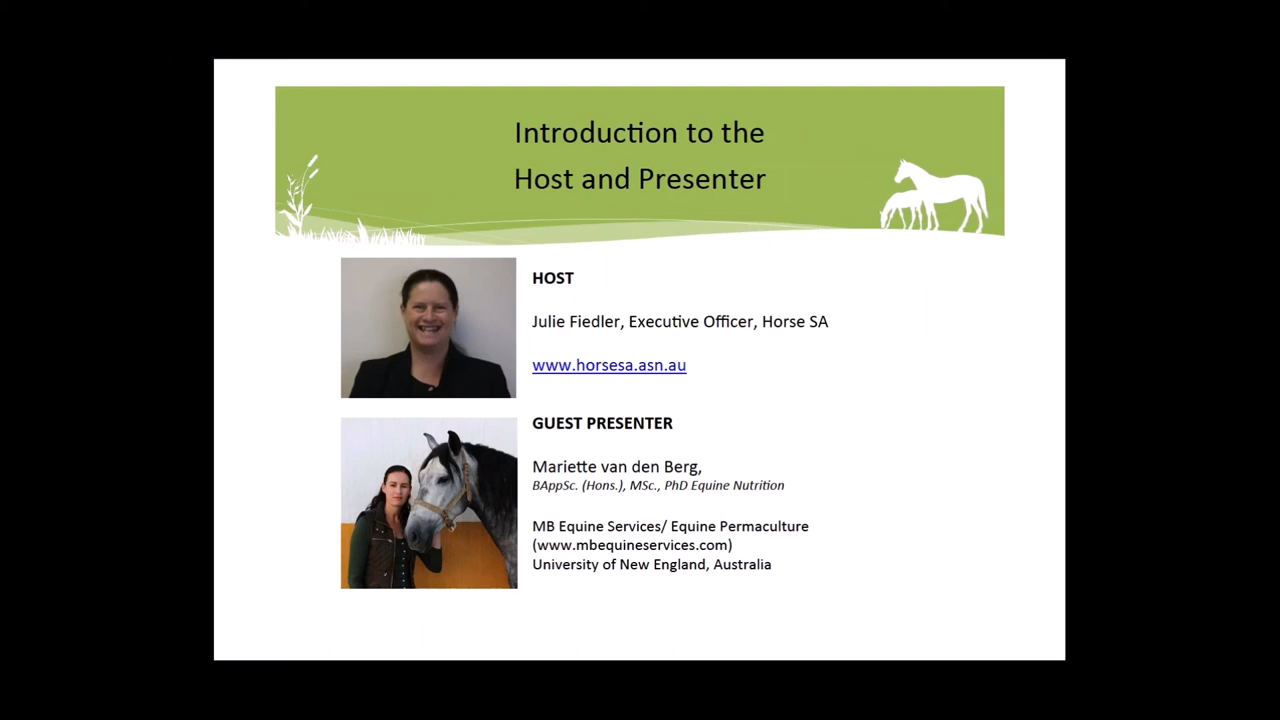 Introduction to the
Host and Presenter
HOST
Julie Fiedler, Executive Officer, Horse SA
www.horsesa.asn.au
GUEST PRESENTER
Mariette van den Berg,
BAppSc. (Hons.), MSc., PhD Equine Nutrition
MB Equine Services/ Equine Permaculture
(www.mbequineservices.com)
University of New England, Australia